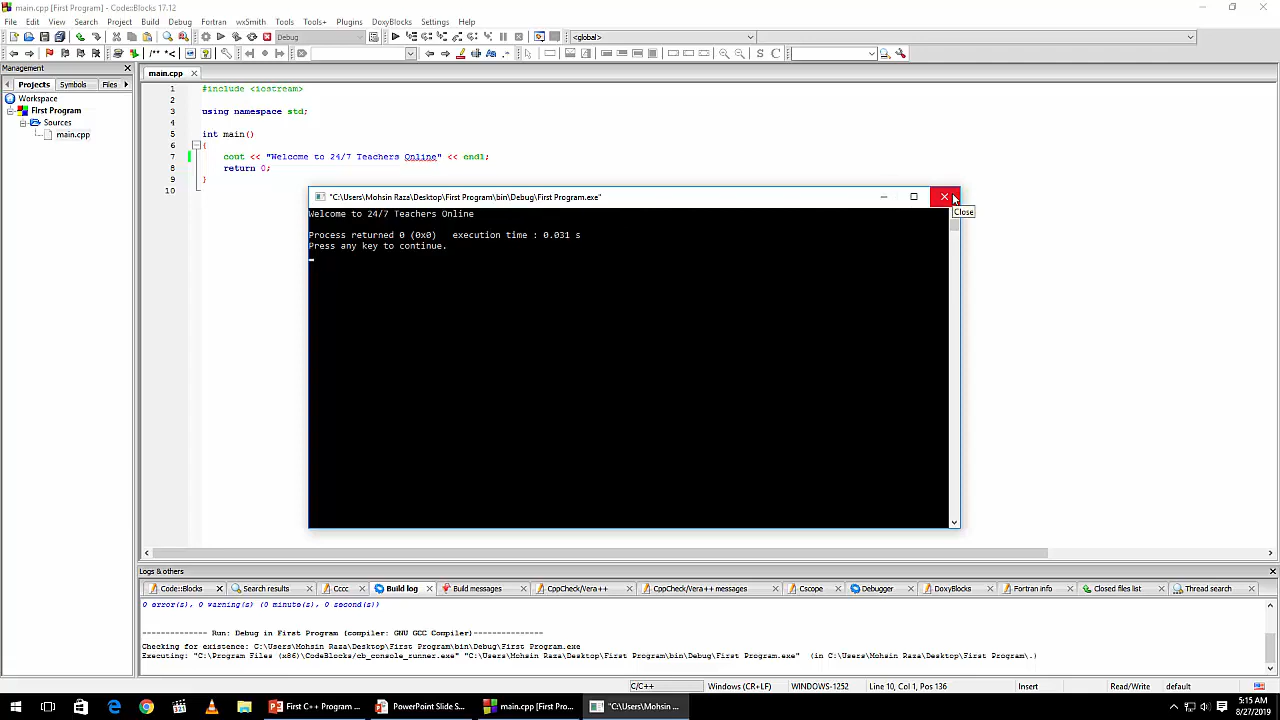 main.cpp [First Program] - Code::Blocks 17.12
File Edit View Search Project Build Debug Fortran wxSmith Tools Tools+ Plugins DoxyBlocks Settings Help
Debug
<global>
/** *<
Management
Projects Symbols Files
Workspace
First Program
Sources
main.cpp
main.cpp
1 #include <iostream>
2
3 using namespace std;
4
5 int main()
6 {
7 cout << "Welcome to 24/7 Teachers Online" << endl;
8 return 0;
9 }
10
"C:\Users\Mohsin Raza\Desktop\First Program\bin\Debug\First Program.exe"
Close
Welcome to 24/7 Teachers Online
Process returned 0 (0x0) execution time : 0.031 s
Press any key to continue.
Logs & others
Code::Blocks Search results Cccc Build log Build messages CppCheck/Vera++ CppCheck/Vera++ messages Cscope Debugger DoxyBlocks Fortran info Closed files list Thread search
0 error(s), 0 warning(s) (0 minute(s), 0 second(s))
-------------- Run: Debug in First Program (compiler: GNU GCC Compiler)---------------
Checking for existence: C:\Users\Mohsin Raza\Desktop\First Program\bin\Debug\First Program.exe
Executing: "C:\Program Files (x86)\CodeBlocks/cb_console_runner.exe" "C:\Users\Mohsin Raza\Desktop\First Program\bin\Debug\First Program.exe" (in C:\Users\Mohsin Raza\Desktop\First Program\.)
C/C++ Windows (CR+LF) WINDOWS-1252 Line 10, Col 1, Pos 136 Insert Read/Write default
First C++ Program ... PowerPoint Slide S... main.cpp [First Pro... "C:\Users\Mohsin ...
5:15 AM
8/27/2019